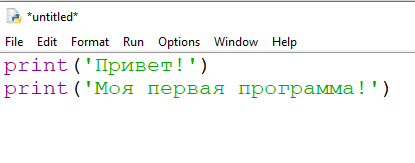 *untitled*
File Edit Format Run Options Window Help
print('Привет!')
print('Моя первая программа!')